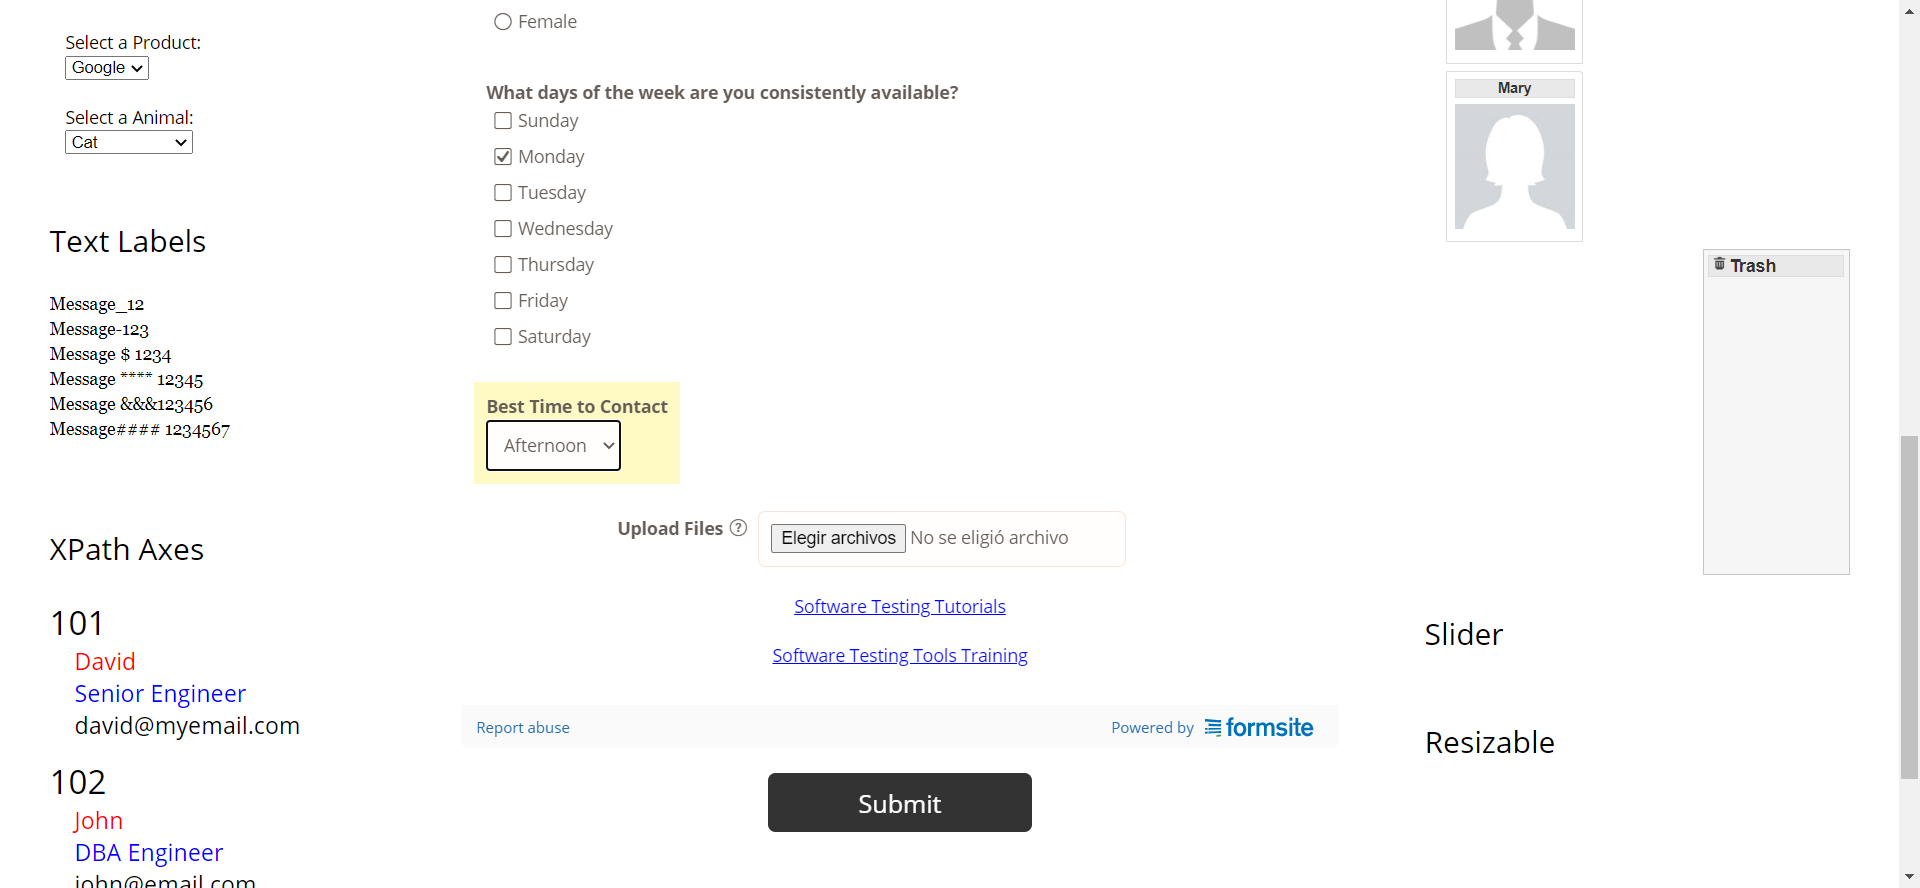 Select a Product:
Google
Select a Animal:
Cat
Text Labels
Message_12
Message-123
Message $ 1234
Message **** 12345
Message &&&123456
Message#### 1234567
XPath Axes
101
David
Senior Engineer
david@myemail.com
102
John
DBA Engineer
john@email.com
Female
What days of the week are you consistently available?
Sunday
Monday
Tuesday
Wednesday
Thursday
Friday
Saturday
Best Time to Contact
Afternoon
Upload Files ?
Elegir archivos No se eligió archivo
Software Testing Tutorials
Software Testing Tools Training
Report abuse
Powered by formsite
Submit
Mary
Trash
Slider
Resizable